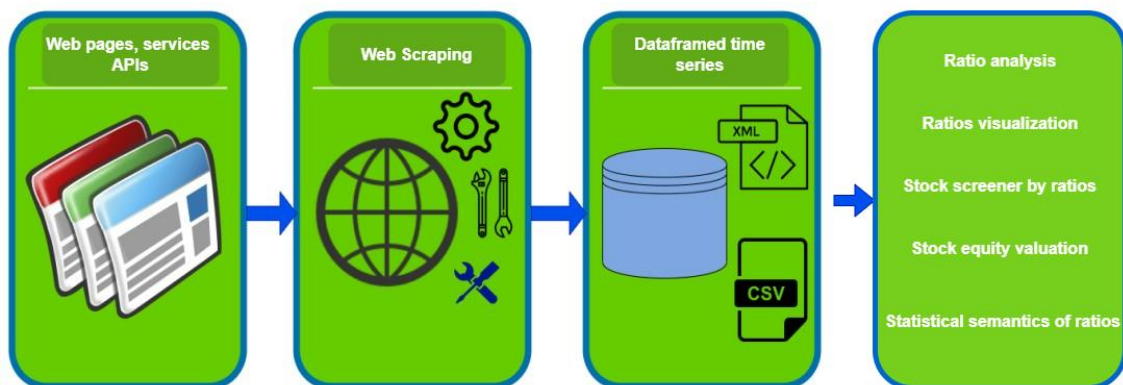 Web pages, services
APIs
Web Scraping
Dataframed time
series
XML
</>
CSV
Ratio analysis
Ratios visualization
Stock screener by ratios
Stock equity valuation
Statistical semantics of ratios